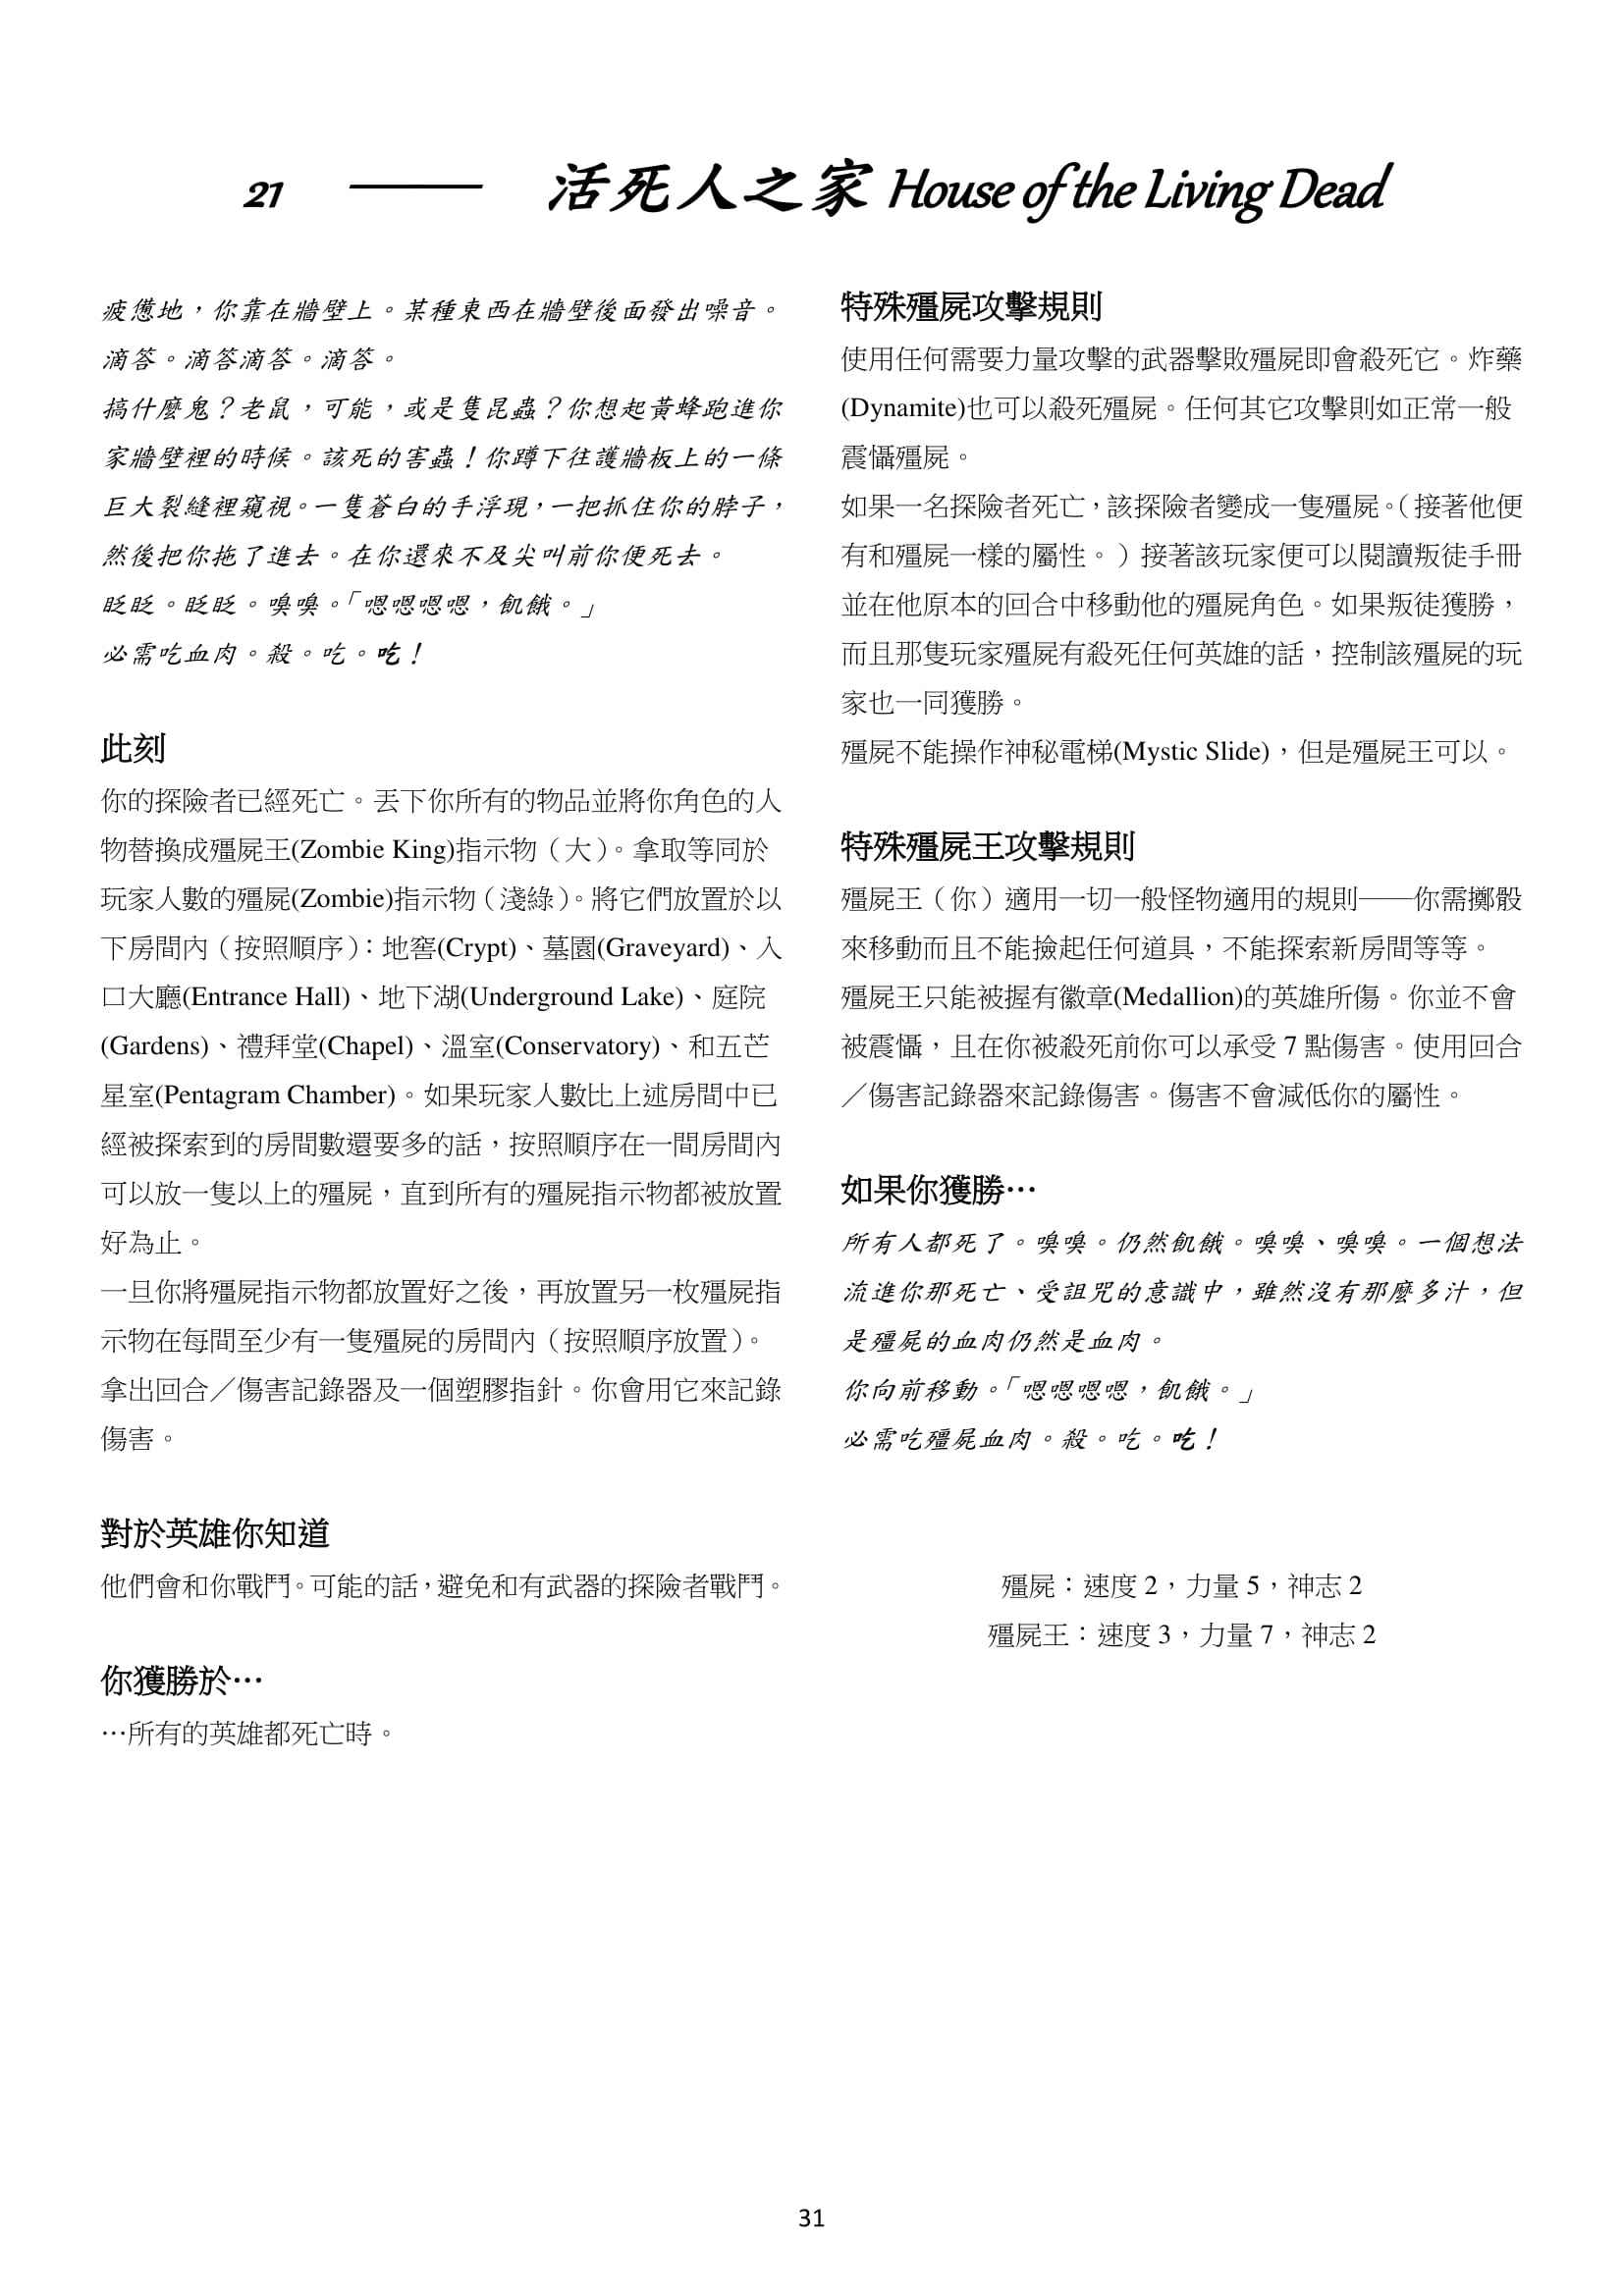 21 —— 活死人之家 House of the Living Dead
疲憊地，你靠在牆壁上。某種東西在牆壁後面發出噪音。
滴答。滴答滴答。滴答。
搞什麼鬼？老鼠，可能，或是隻昆蟲？你想起黃蜂跑進你
家牆壁裡的時候。該死的害蟲！你蹲下往護牆板上的一條
巨大裂縫裡窺視。一隻蒼白的手浮現，一把抓住你的脖子，
然後把你拖了進去。在你還來不及尖叫前你便死去。
眨眨。眨眨。嗅嗅。「嗯嗯嗯嗯，飢餓。」
必需吃血肉。殺。吃。吃！
此刻
你的探險者已經死亡。丟下你所有的物品並將你角色的人
物替換成殭屍王(Zombie King)指示物（大）。拿取等同於
玩家人數的殭屍(Zombie)指示物（淺綠）。將它們放置於以
下房間內（按照順序）：地窖(Crypt)、墓園(Graveyard)、入
口大廳(Entrance Hall)、地下湖(Underground Lake)、庭院
(Gardens)、禮拜堂(Chapel)、溫室(Conservatory)、和五芒
星室(Pentagram Chamber)。如果玩家人數比上述房間中已
經被探索到的房間數還要多的話，按照順序在一間房間內
可以放一隻以上的殭屍，直到所有的殭屍指示物都被放置
好為止。
一旦你將殭屍指示物都放置好之後，再放置另一枚殭屍指
示物在每間至少有一隻殭屍的房間內（按照順序放置）。
拿出回合／傷害記錄器及一個塑膠指針。你會用它來記錄
傷害。
對於英雄你知道
他們會和你戰鬥。可能的話，避免和有武器的探險者戰鬥。
你獲勝於…
…所有的英雄都死亡時。
特殊殭屍攻擊規則
使用任何需要力量攻擊的武器擊敗殭屍即會殺死它。炸藥
(Dynamite)也可以殺死殭屍。任何其它攻擊則如正常一般
震懾殭屍。
如果一名探險者死亡，該探險者變成一隻殭屍。（接著他便
有和殭屍一樣的屬性。）接著該玩家便可以閱讀叛徒手冊
並在他原本的回合中移動他的殭屍角色。如果叛徒獲勝，
而且那隻玩家殭屍有殺死任何英雄的話，控制該殭屍的玩
家也一同獲勝。
殭屍不能操作神秘電梯(Mystic Slide)，但是殭屍王可以。
特殊殭屍王攻擊規則
殭屍王（你）適用一切一般怪物適用的規則——你需擲骰
來移動而且不能撿起任何道具，不能探索新房間等等。
殭屍王只能被握有徽章(Medallion)的英雄所傷。你並不會
被震懾，且在你被殺死前你可以承受 7 點傷害。使用回合
／傷害記錄器來記錄傷害。傷害不會減低你的屬性。
如果你獲勝…
所有人都死了。嗅嗅。仍然飢餓。嗅嗅、嗅嗅。一個想法
流進你那死亡、受詛咒的意識中，雖然沒有那麼多汁，但
是殭屍的血肉仍然是血肉。
你向前移動。「嗯嗯嗯嗯，飢餓。」
必需吃殭屍血肉。殺。吃。吃！
殭屍：速度 2，力量 5，神志 2
殭屍王：速度 3，力量 7，神志 2
31